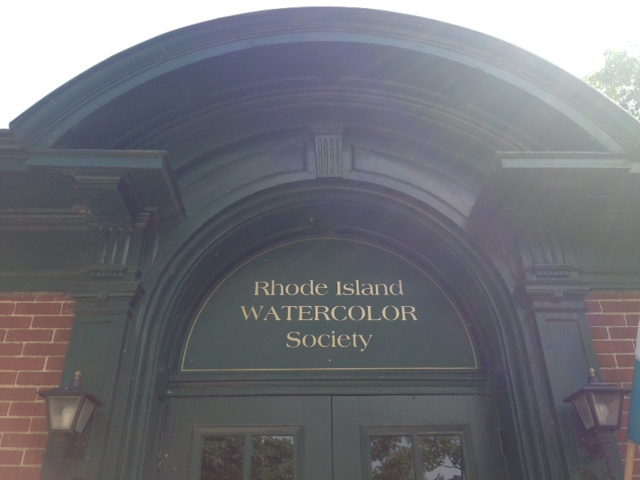 Rhode Island
WATERCOLOR
Society